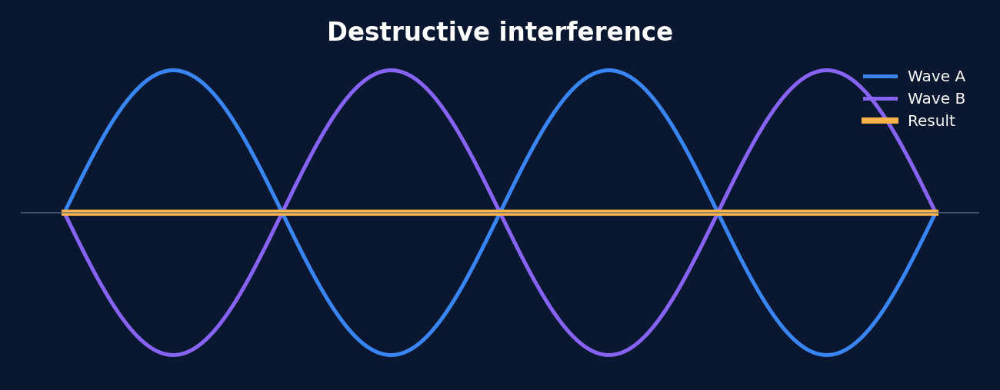 Destructive interference
Wave A
Wave B
Result